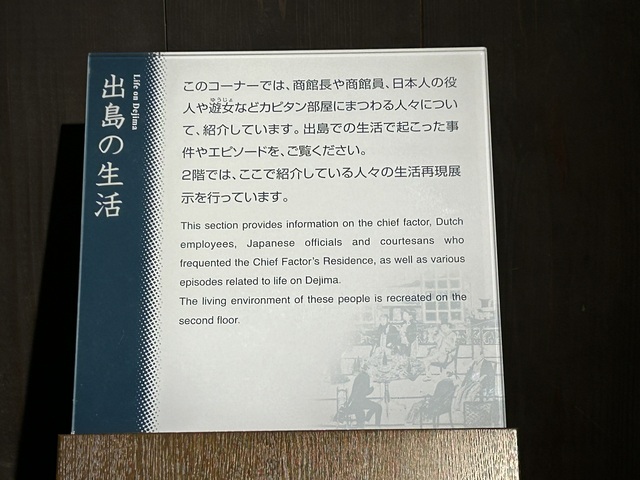 出島の生活
Life on Dejima
このコーナーでは、商館長や商館員、日本人の役
人や遊女などカピタン部屋にまつわる人々につい
ゆうじょ
て、紹介しています。出島での生活で起こった事
件やエピソードを、ご覧ください。
2階では、ここで紹介している人々の生活再現展
示を行っています。
This section provides information on the chief factor, Dutch
employees, Japanese officials and courtesans who
frequented the Chief Factor's Residence, as well as various
episodes related to life on Dejima.
The living environment of these people is recreated on the
second floor.